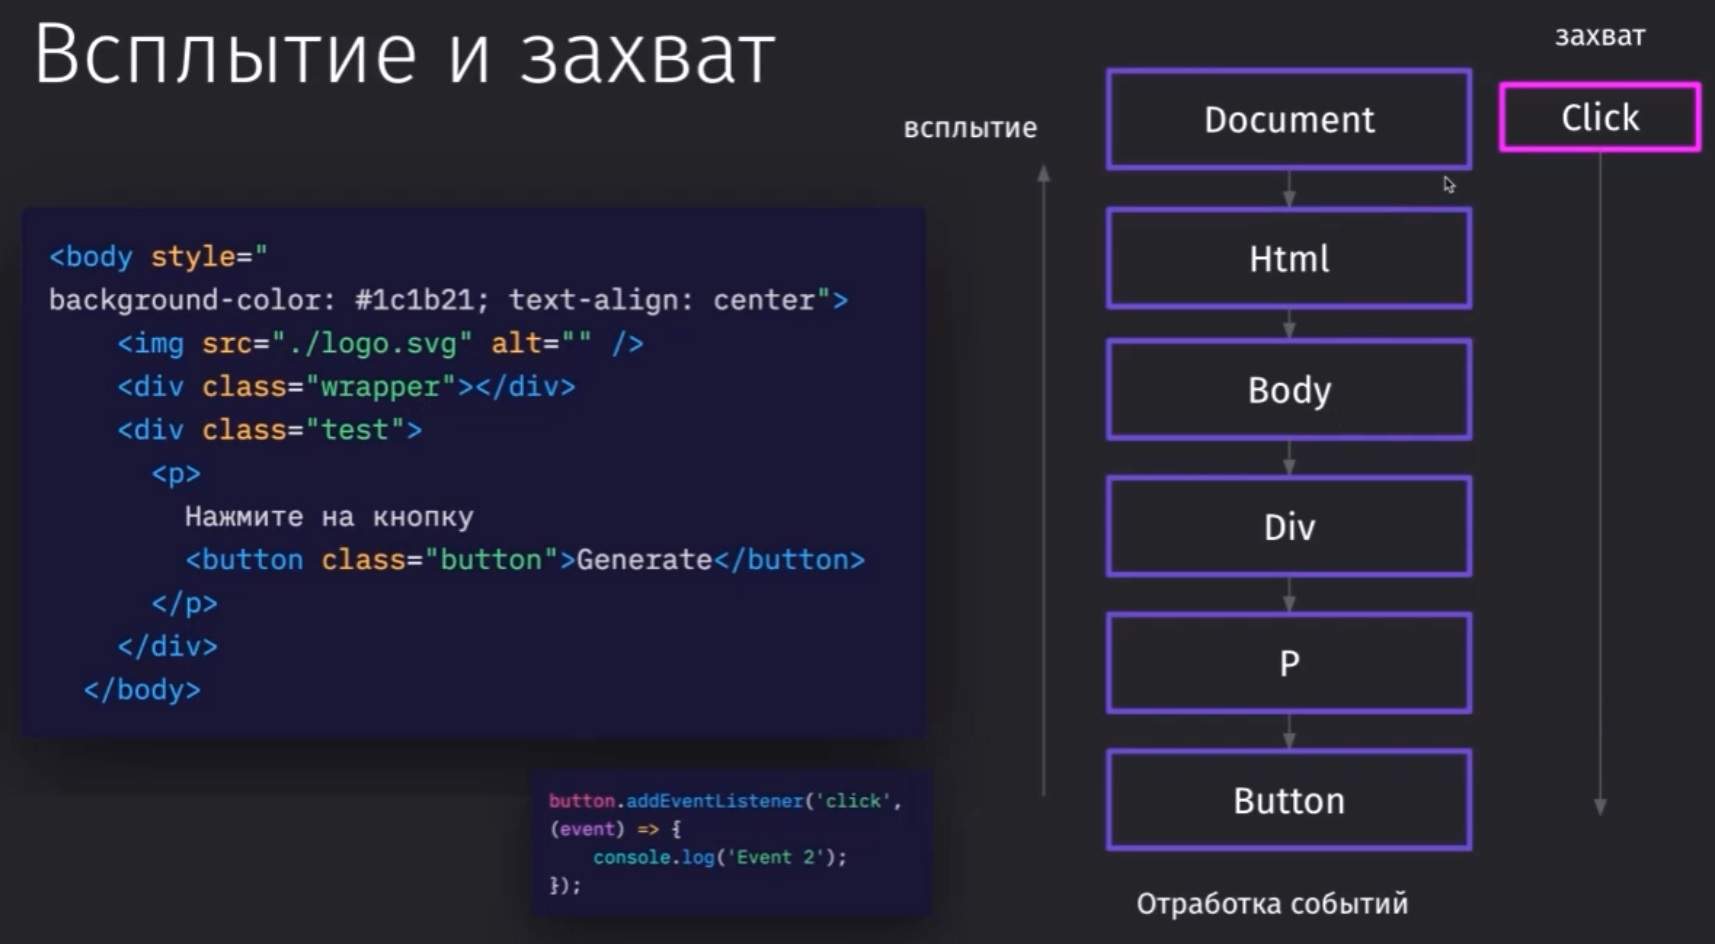 Всплытие и захват
<body style="
background-color: #1c1b21; text-align: center">
<img src="./logo.svg" alt="" />
<div class="wrapper"></div>
<div class="test">
<p>
Нажмите на кнопку
<button class="button">Generate</button>
</p>
</div>
</body>
button.addEventListener('click',
(event) => {
console.log('Event 2');
});
всплытие
Document
Html
Body
Div
P
Button
Отработка событий
захват
Click